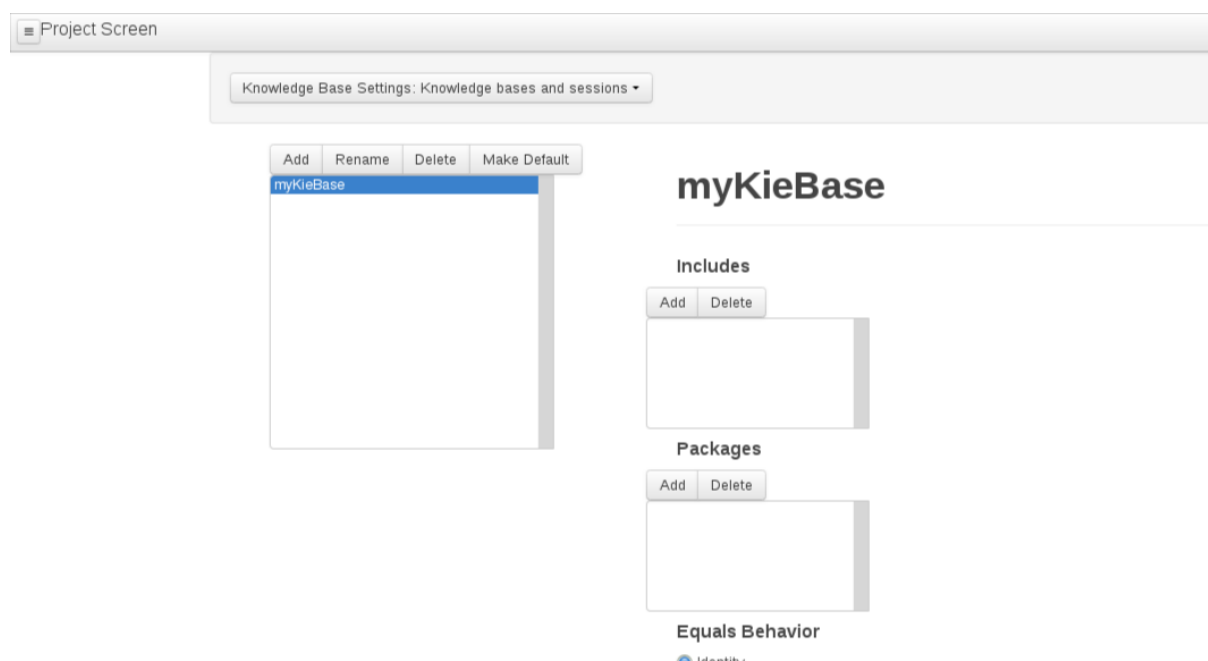 Project Screen
Knowledge Base Settings: Knowledge bases and sessions
Add Rename Delete Make Default
myKieBase
myKieBase
Includes
Add Delete
Packages
Add Delete
Equals Behavior
Identity